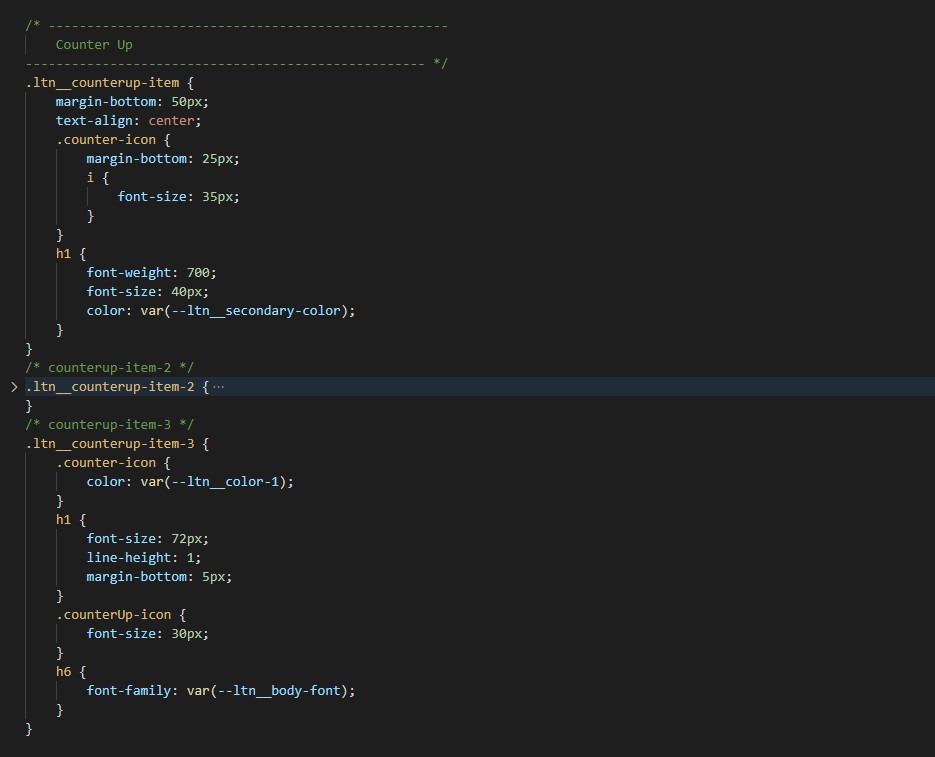 /* ----------------------------------------------------
    Counter Up
---------------------------------------------------- */
.ltn__counterup-item {
    margin-bottom: 50px;
    text-align: center;
    .counter-icon {
        margin-bottom: 25px;
        i {
            font-size: 35px;
        }
    }
    h1 {
        font-weight: 700;
        font-size: 40px;
        color: var(--ltn__secondary-color);
    }
}
/* counterup-item-2 */
.ltn__counterup-item-2 {···
}
/* counterup-item-3 */
.ltn__counterup-item-3 {
    .counter-icon {
        color: var(--ltn__color-1);
    }
    h1 {
        font-size: 72px;
        line-height: 1;
        margin-bottom: 5px;
    }
    .counterUp-icon {
        font-size: 30px;
    }
    h6 {
        font-family: var(--ltn__body-font);
    }
}